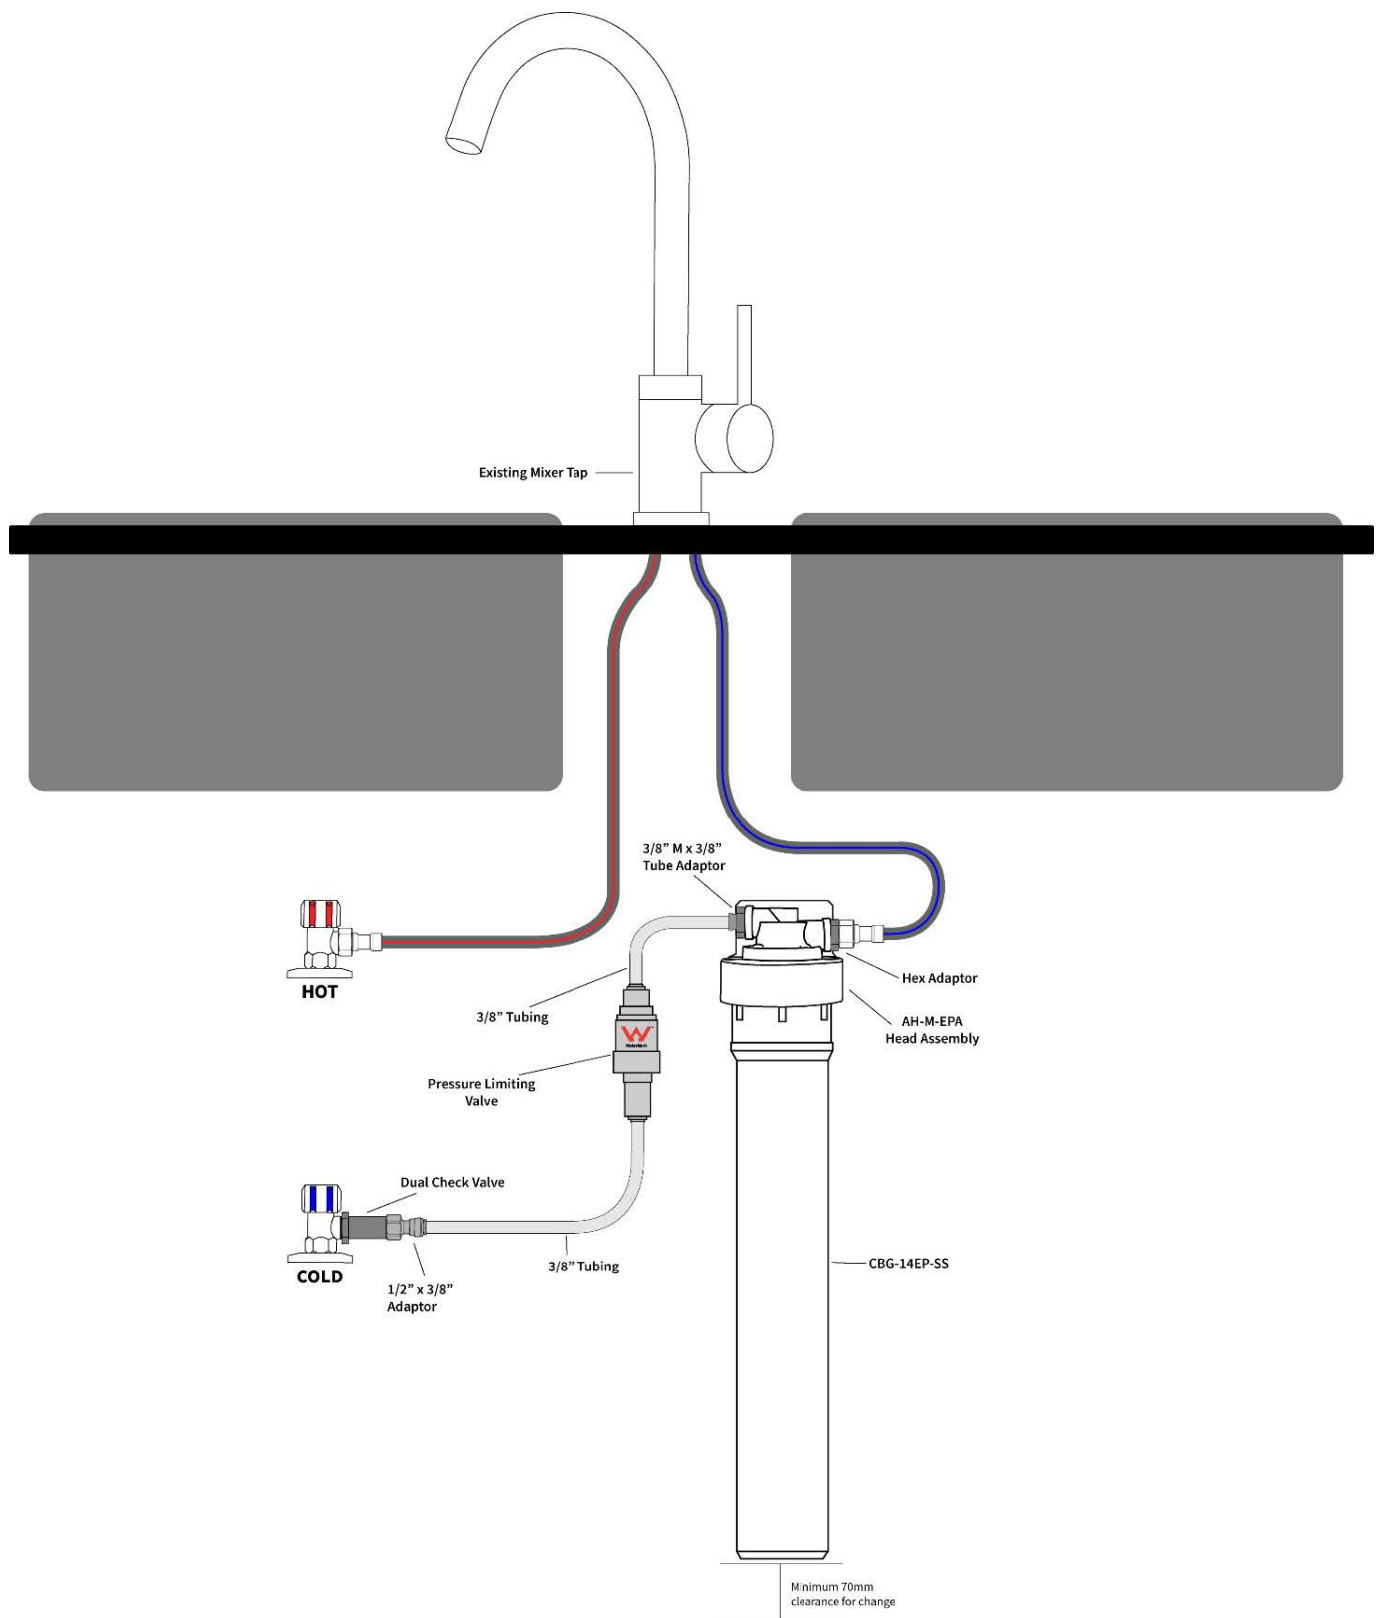 Existing Mixer Tap
3/8” M x 3/8”
Tube Adaptor
HOT
Hex Adaptor
3/8” Tubing
AH-M-EPA
Head Assembly
WaterMark
Pressure Limiting
Valve
Dual Check Valve
COLD
3/8” Tubing
1/2” x 3/8”
Adaptor
CBG-14EP-SS
Minimum 70mm
clearance for change